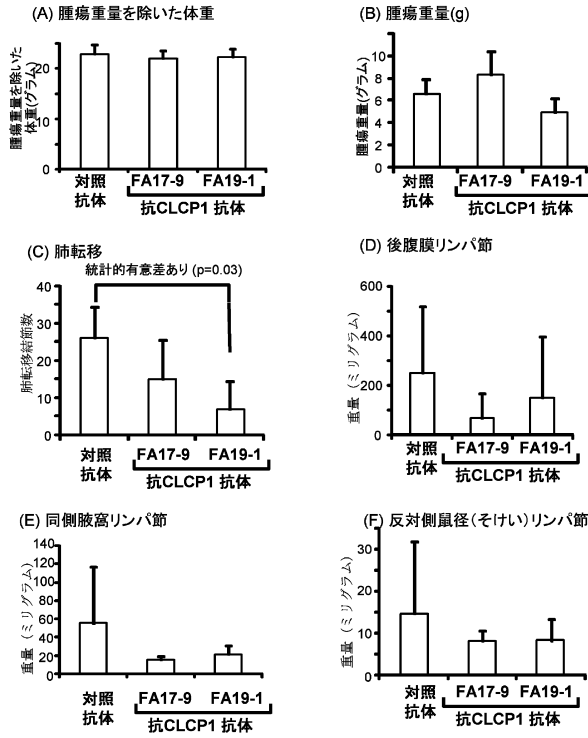 (A) 腫瘍重量を除いた体重
腫瘍重量を除いた
体重(グラム)
20
10
0
対照
抗体
FA17-9 FA19-1
抗CLCP1 抗体
(B) 腫瘍重量(g)
腫瘍重量(グラム)
10
8
6
4
2
0
対照
抗体
FA17-9 FA19-1
抗CLCP1 抗体
(C) 肺転移
統計的有意差あり (p=0.03)
肺転移結節数
40
30
20
10
0
対照
抗体
FA17-9 FA19-1
抗CLCP1 抗体
(D) 後腹膜リンパ節
重量 (ミリグラム)
600
400
200
0
対照
抗体
FA17-9 FA19-1
抗CLCP1 抗体
(E) 同側腋窩リンパ節
重量 (ミリグラム)
140
120
100
80
60
40
20
0
対照
抗体
FA17-9 FA19-1
抗CLCP1 抗体
(F) 反対側鼠径(そけい)リンパ節
重量 (ミリグラム)
30
20
10
0
対照
抗体
FA17-9 FA19-1
抗CLCP1 抗体